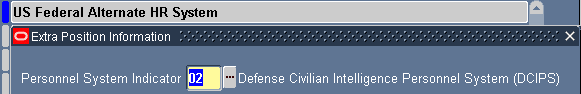 US Federal Alternate HR System
Extra Position Information
Personnel System Indicator 02 ... Defense Civilian Intelligence Personnel System (DCIPS)